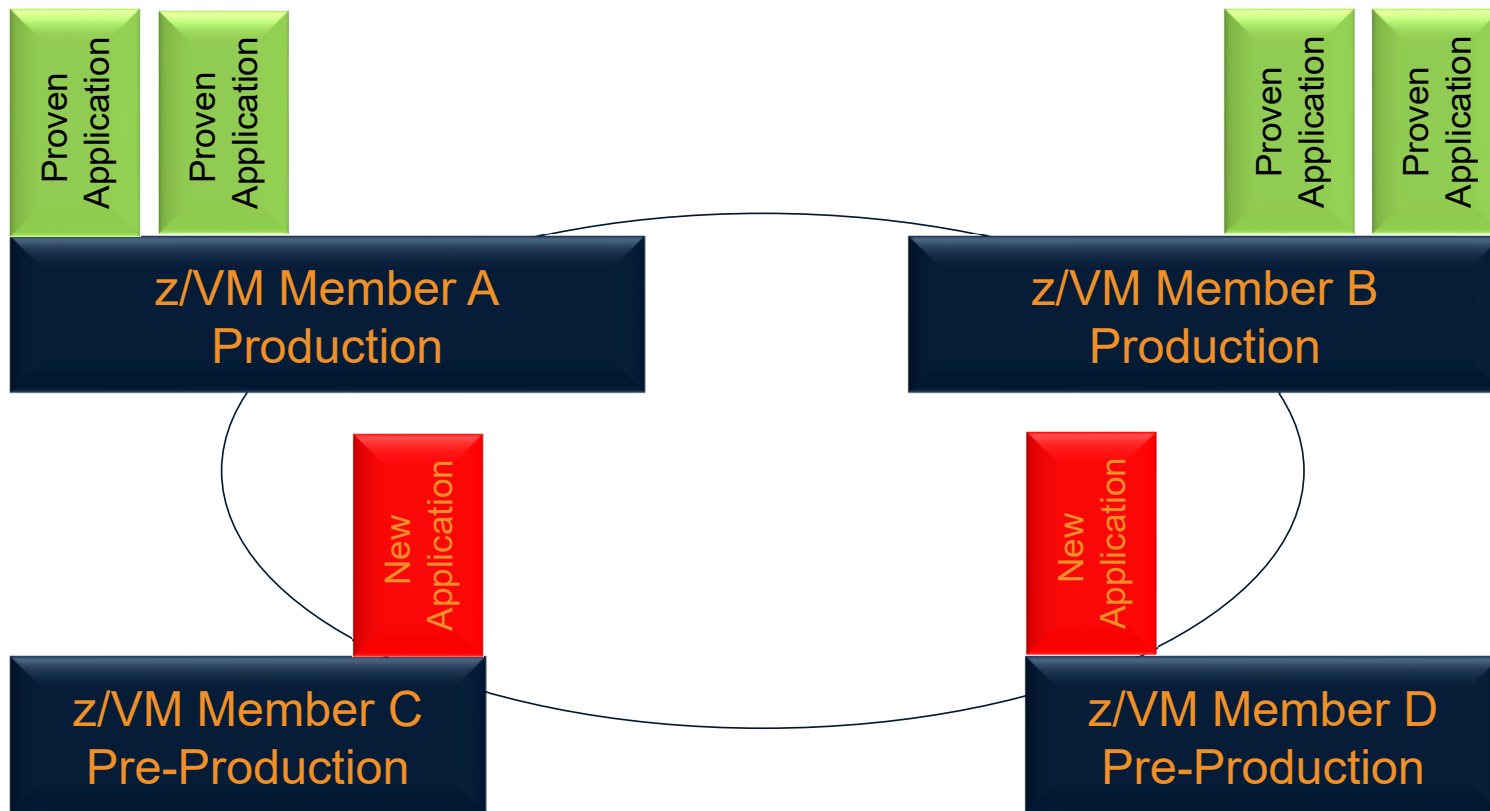 Proven
Application
Proven
Application
Proven
Application
Proven
Application
z/VM Member A
Production
z/VM Member B
Production
New
Application
New
Application
z/VM Member C
Pre-Production
z/VM Member D
Pre-Production